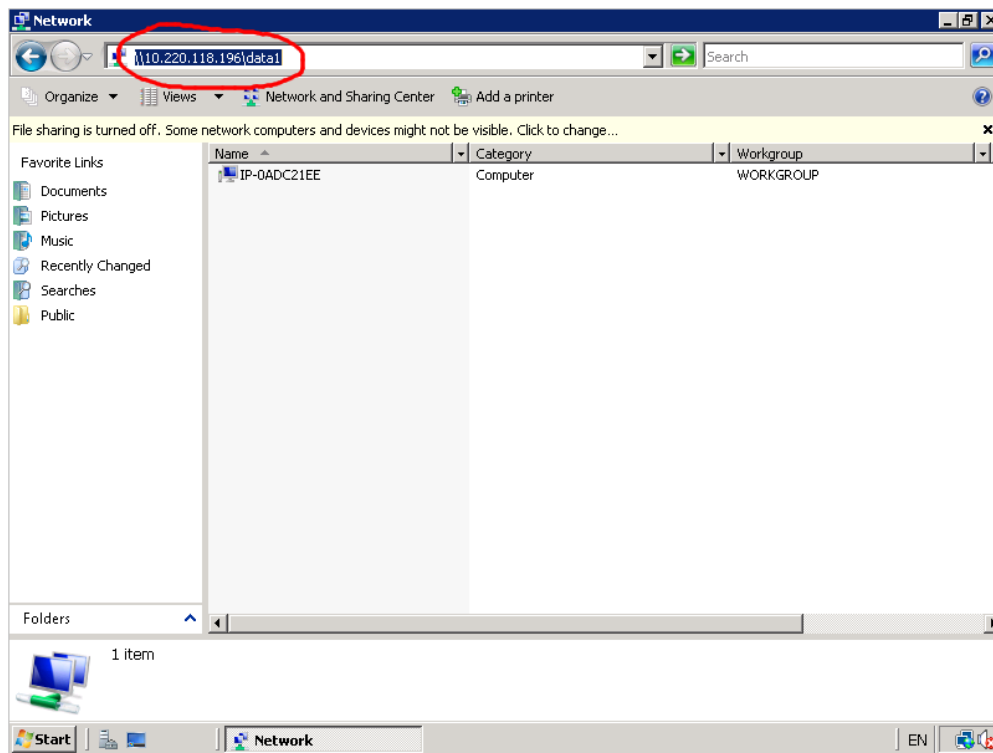 Network
\\10.220.118.196\data1
Search
Organize Views Network and Sharing Center Add a printer
File sharing is turned off. Some network computers and devices might not be visible. Click to change...
Favorite Links
Documents
Pictures
Music
Recently Changed
Searches
Public
Folders
Name Category Workgroup
IP-0ADC21EE Computer WORKGROUP
1 item
Start Network EN